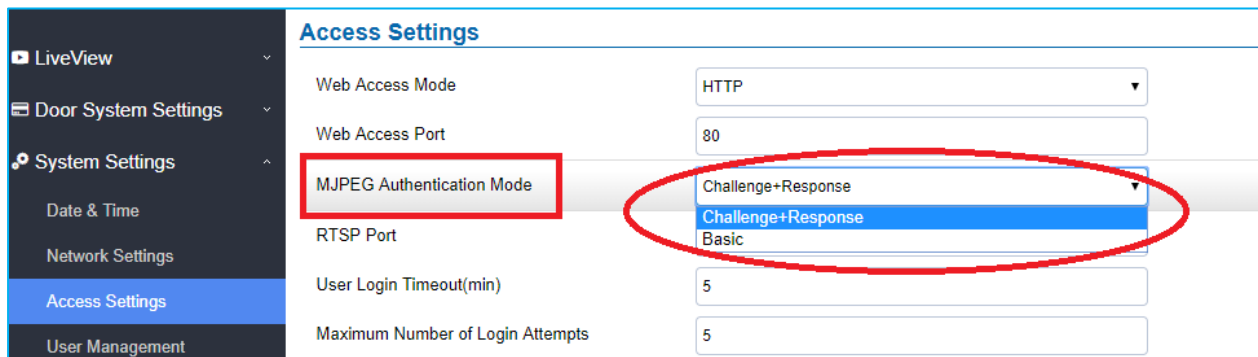 Access Settings
LiveView
Door System Settings
System Settings
Date & Time
Network Settings
Access Settings
User Management
Web Access Mode
HTTP
Web Access Port
80
MJPEG Authentication Mode
Challenge+Response
Challenge+Response
Basic
RTSP Port
User Login Timeout(min)
5
Maximum Number of Login Attempts
5